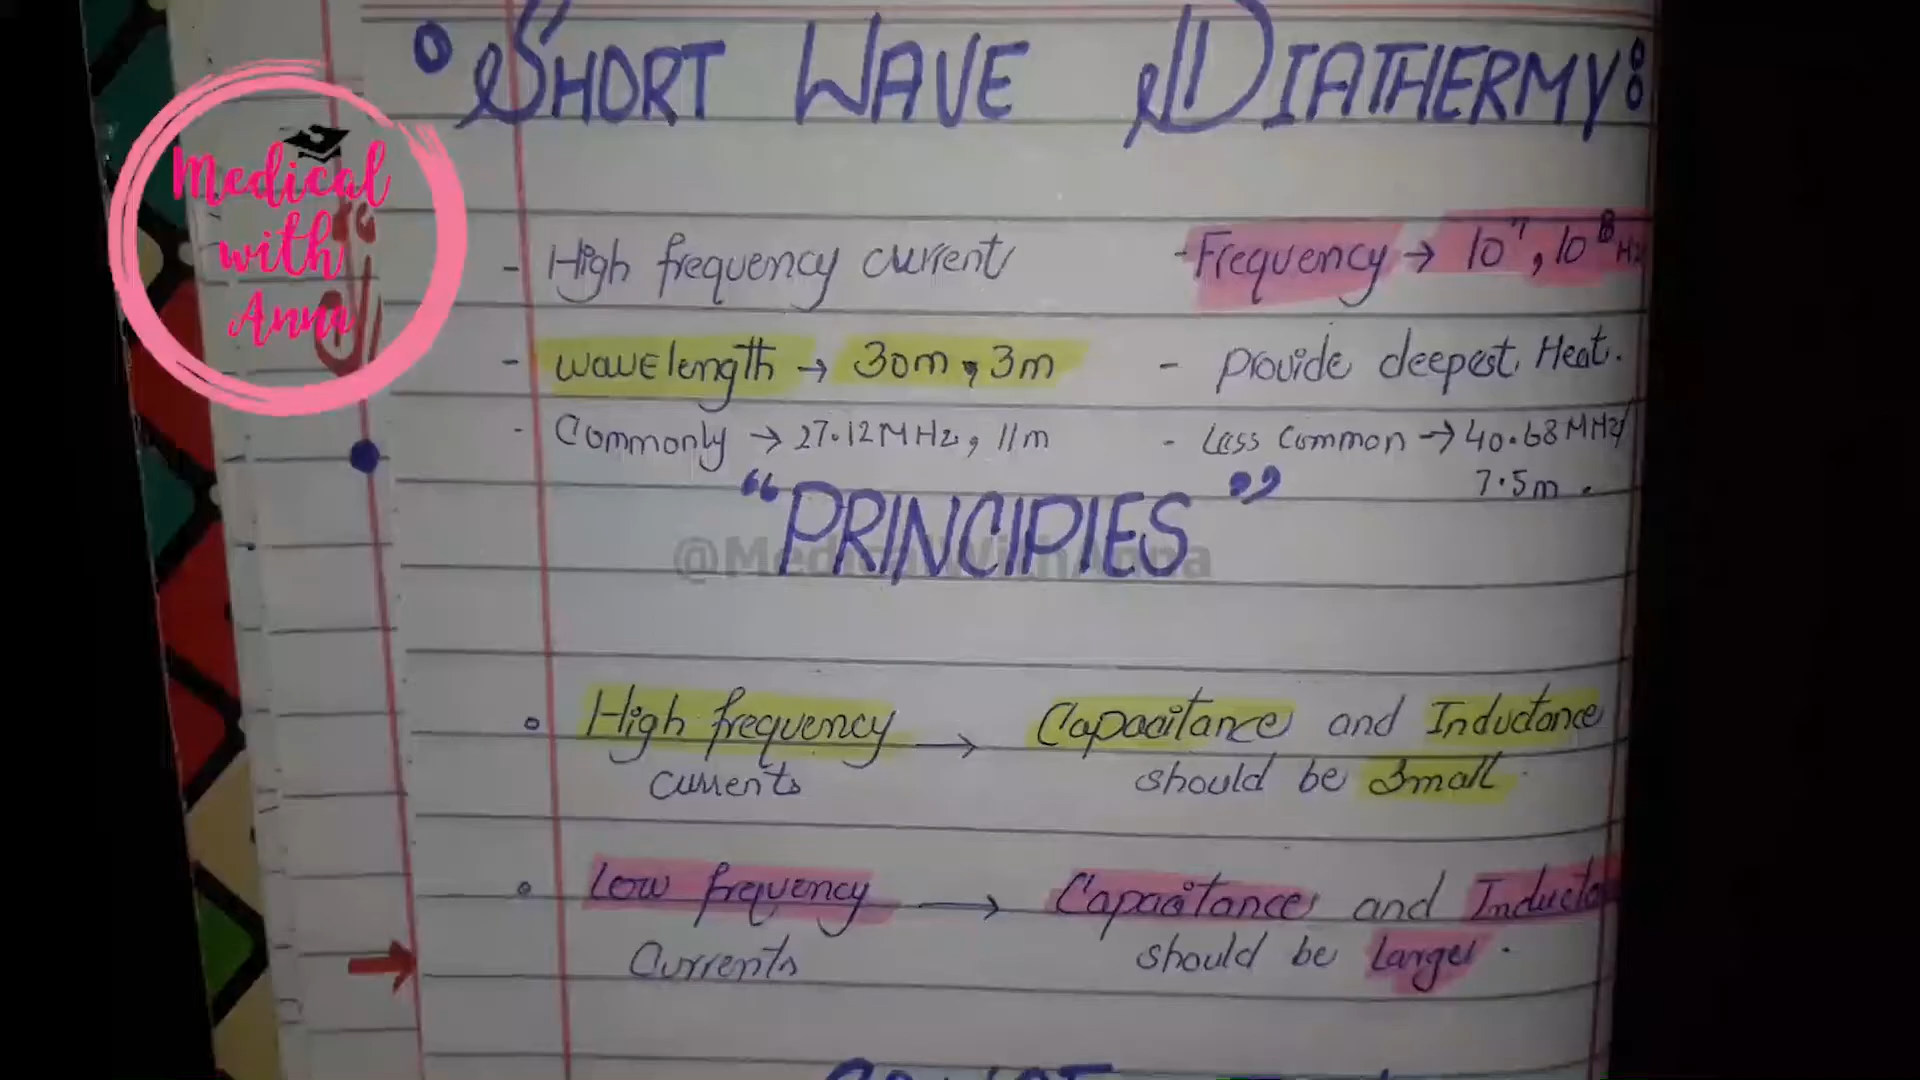 • SHORT WAVE DIATHERMY:
Medical
with
Anna
- High frequency current - Frequency → 10⁷, 10⁸ Hz
- wavelength → 30m, 3m - Provide deepest Heat.
- Commonly → 27.12MHz, 11m - Less Common → 40.68MHz/
7.5m.
"PRINCIPIES"
@MedicalWithAnna
• High frequency → Capacitance and Inductance
currents should be Small.
• Low frequency → Capacitance and Inducta
Currents should be Larger.